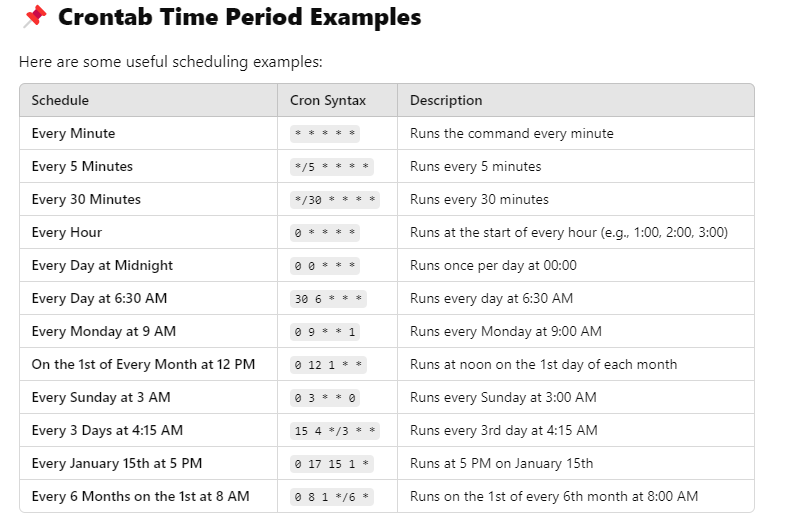 📌 Crontab Time Period Examples
Here are some useful scheduling examples:
Schedule Cron Syntax Description
Every Minute * * * * * Runs the command every minute
Every 5 Minutes */5 * * * * Runs every 5 minutes
Every 30 Minutes */30 * * * * Runs every 30 minutes
Every Hour 0 * * * * Runs at the start of every hour (e.g., 1:00, 2:00, 3:00)
Every Day at Midnight 0 0 * * * Runs once per day at 00:00
Every Day at 6:30 AM 30 6 * * * Runs every day at 6:30 AM
Every Monday at 9 AM 0 9 * * 1 Runs every Monday at 9:00 AM
On the 1st of Every Month at 12 PM 0 12 1 * * Runs at noon on the 1st day of each month
Every Sunday at 3 AM 0 3 * * 0 Runs every Sunday at 3:00 AM
Every 3 Days at 4:15 AM 15 4 */3 * * Runs every 3rd day at 4:15 AM
Every January 15th at 5 PM 0 17 15 1 * Runs at 5 PM on January 15th
Every 6 Months on the 1st at 8 AM 0 8 1 */6 * Runs on the 1st of every 6th month at 8:00 AM